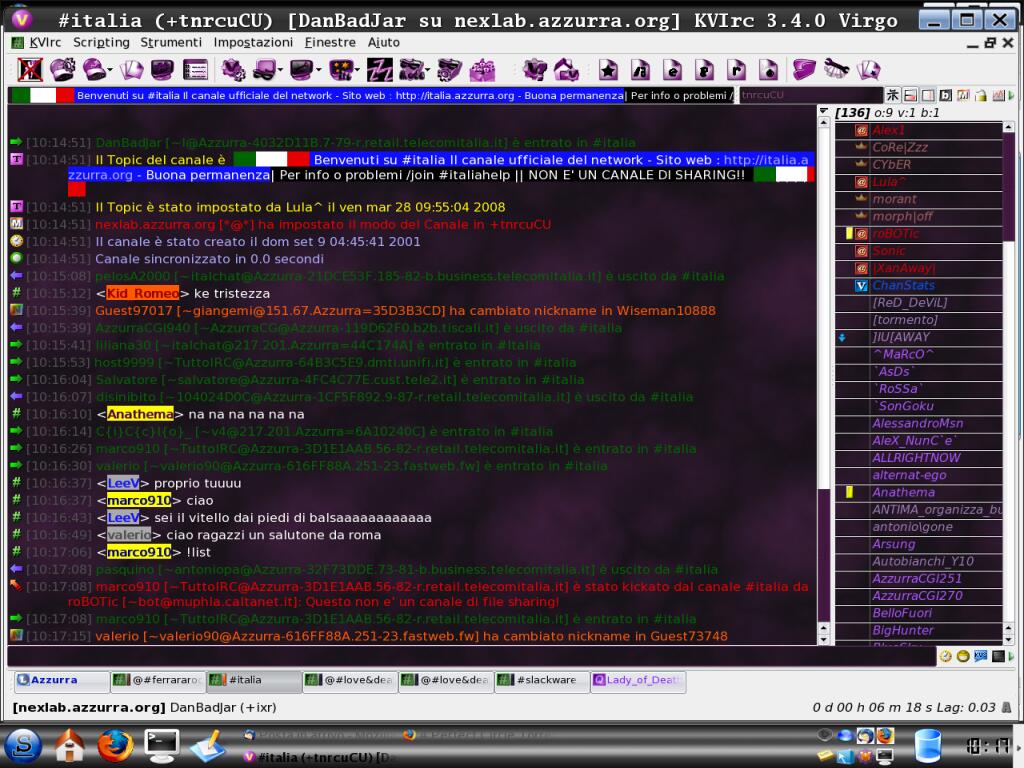 #italia (+tnrcuCU) [DanBadJar su nexlab.azzurra.org] KVIrc 3.4.0 Virgo
KVIrc Scripting Strumenti Impostazioni Finestre Aiuto
Benvenuti su #italia Il canale ufficiale del network - Sito web : http://italia.azzurra.org - Buona permanenza| Per info o problemi /
tnrcuCU
[136] o:9 v:1 b:1
[10:14:51] DanBadJar [~I@Azzurra-4032D11B.7-79-r.retail.telecomitalia.it] è entrato in #italia
[10:14:51] Il Topic del canale è Benvenuti su #italia Il canale ufficiale del network - Sito web : http://italia.a
zzurra.org - Buona permanenza| Per info o problemi /join #italiahelp || NON E' UN CANALE DI SHARING!!
[10:14:51] Il Topic è stato impostato da Lula^ il ven mar 28 09:55:04 2008
[10:14:51] nexlab.azzurra.org [*@*] ha impostato il modo del Canale in +tnrcuCU
[10:14:51] Il canale è stato creato il dom set 9 04:45:41 2001
[10:14:51] Canale sincronizzato in 0.0 secondi
[10:15:08] pelosA2000 [~italchat@Azzurra-21DCE53F.185-82-b.business.telecomitalia.it] è uscito da #italia
[10:15:12] <Kid_Romeo> ke tristezza
[10:15:39] Guest97017 [~giangemi@151.67.Azzurra=35D3B3CD] ha cambiato nickname in Wiseman10888
[10:15:39] AzzurraCGI940 [~AzzurraCG@Azzurra-119D62F0.b2b.tiscali.it] è uscito da #italia
[10:15:41] liliana30 [~itchat@217.201.Azzurra=44C174A] è entrato in #italia
[10:15:53] host9999 [~TuttoIRC@Azzurra-64B3C5E9.dmti.unifi.it] è entrato in #italia
[10:16:04] Salvatore [~salvatore@Azzurra-4FC4C77E.cust.tele2.it] è entrato in #italia
[10:16:07] disinibito [~104024D0C@Azzurra-1CF5F892.9-87-r.retail.telecomitalia.it] è uscito da #italia
[10:16:10] <Anathema> na na na na na na
[10:16:14] C{i}C{c}I{o}_ [~v4@217.201.Azzurra=6A10240C] è entrato in #italia
[10:16:26] marco910 [~TuttoIRC@Azzurra-3D1E1AAB.56-82-r.retail.telecomitalia.it] è entrato in #italia
[10:16:30] valerio [~valerio90@Azzurra-616FF88A.251-23.fastweb.fw] è entrato in #italia
[10:16:37] <LeeV> proprio tuuuu
[10:16:37] <marco910> ciao
[10:16:43] <LeeV> sei il vitello dai piedi di balsaaaaaaaaaaaa
[10:16:49] <valerio> ciao ragazzi un salutone da roma
[10:17:06] <marco910> !list
[10:17:08] pasquino [~antoniopa@Azzurra-32F73DDE.73-81-b.business.telecomitalia.it] è uscito da #italia
[10:17:08] marco910 [~TuttoIRC@Azzurra-3D1E1AAB.56-82-r.retail.telecomitalia.it] è stato kickato dal canale #italia da
roBOTic [~bot@muphla.caltanet.it]: Questo non e' un canale di file sharing!
[10:17:08] marco910 [~TuttoIRC@Azzurra-3D1E1AAB.56-82-r.retail.telecomitalia.it] è entrato in #italia
[10:17:15] valerio [~valerio90@Azzurra-616FF88A.251-23.fastweb.fw] ha cambiato nickname in Guest73748
Alex1
CoRe|Zzz
CYbER
Lula^
morant
morph|off
roBOTic
Sonic
|XanAway|
ChanStats
[ReD_DeViL]
[tormento]
]IU[AWAY
^MaRcO^
`AsDs`
`RoSSa`
`SonGoku
AlessandroMsn
AleX_NunC`e`
ALLRIGHTNOW
alternat-ego
Anathema
ANTIMA_organizza_bu
antonio\gone
Arsung
Autobianchi_Y10
AzzurraCGI251
AzzurraCGI270
BelloFuori
BigHunter
Azzurra @#ferrararoc #italia @#love&dea @#love&dea #slackware Lady_of_Death
[nexlab.azzurra.org] DanBadJar (+ixr)
0 d 00 h 06 m 18 s Lag: 0.03
Posta in arrivo - Mozi
#italia (+tnrcuCU) [Da
10:17